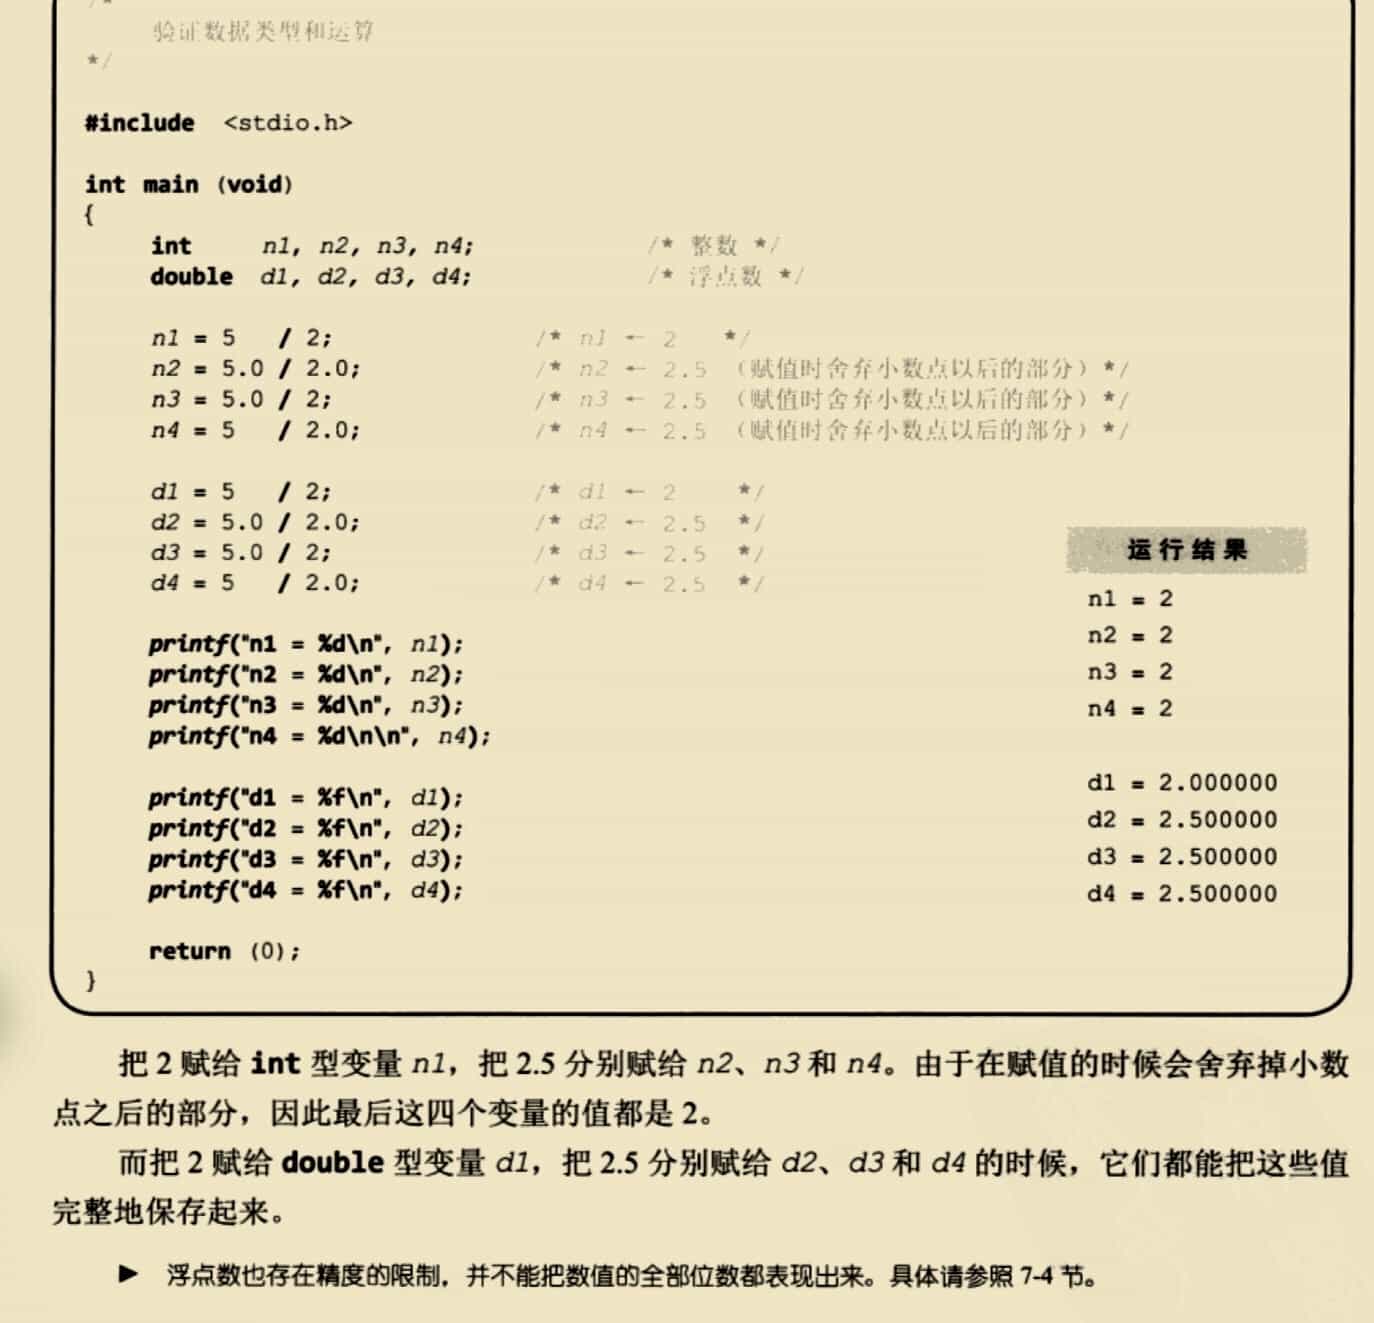 /*
验证数据类型和运算
*/
#include <stdio.h>
int main (void)
{
int n1, n2, n3, n4; /* 整数 */
double d1, d2, d3, d4; /* 浮点数 */
n1 = 5 / 2; /* n1 ← 2 */
n2 = 5.0 / 2.0; /* n2 ← 2.5 （赋值时舍弃小数点以后的部分）*/
n3 = 5.0 / 2; /* n3 ← 2.5 （赋值时舍弃小数点以后的部分）*/
n4 = 5 / 2.0; /* n4 ← 2.5 （赋值时舍弃小数点以后的部分）*/
d1 = 5 / 2; /* d1 ← 2 */
d2 = 5.0 / 2.0; /* d2 ← 2.5 */
d3 = 5.0 / 2; /* d3 ← 2.5 */
d4 = 5 / 2.0; /* d4 ← 2.5 */
printf("n1 = %d\n", n1);
printf("n2 = %d\n", n2);
printf("n3 = %d\n", n3);
printf("n4 = %d\n\n", n4);
printf("d1 = %f\n", d1);
printf("d2 = %f\n", d2);
printf("d3 = %f\n", d3);
printf("d4 = %f\n", d4);
return (0);
}
运行结果
n1 = 2
n2 = 2
n3 = 2
n4 = 2
d1 = 2.000000
d2 = 2.500000
d3 = 2.500000
d4 = 2.500000
把 2 赋给 int 型变量 n1，把 2.5 分别赋给 n2、n3 和 n4。由于在赋值的时候会舍弃掉小数
点之后的部分，因此最后这四个变量的值都是 2。
而把 2 赋给 double 型变量 d1，把 2.5 分别赋给 d2、d3 和 d4 的时候，它们都能把这些值
完整地保存起来。
▶ 浮点数也存在精度的限制，并不能把数值的全部位数都表现出来。具体请参照 7-4 节。